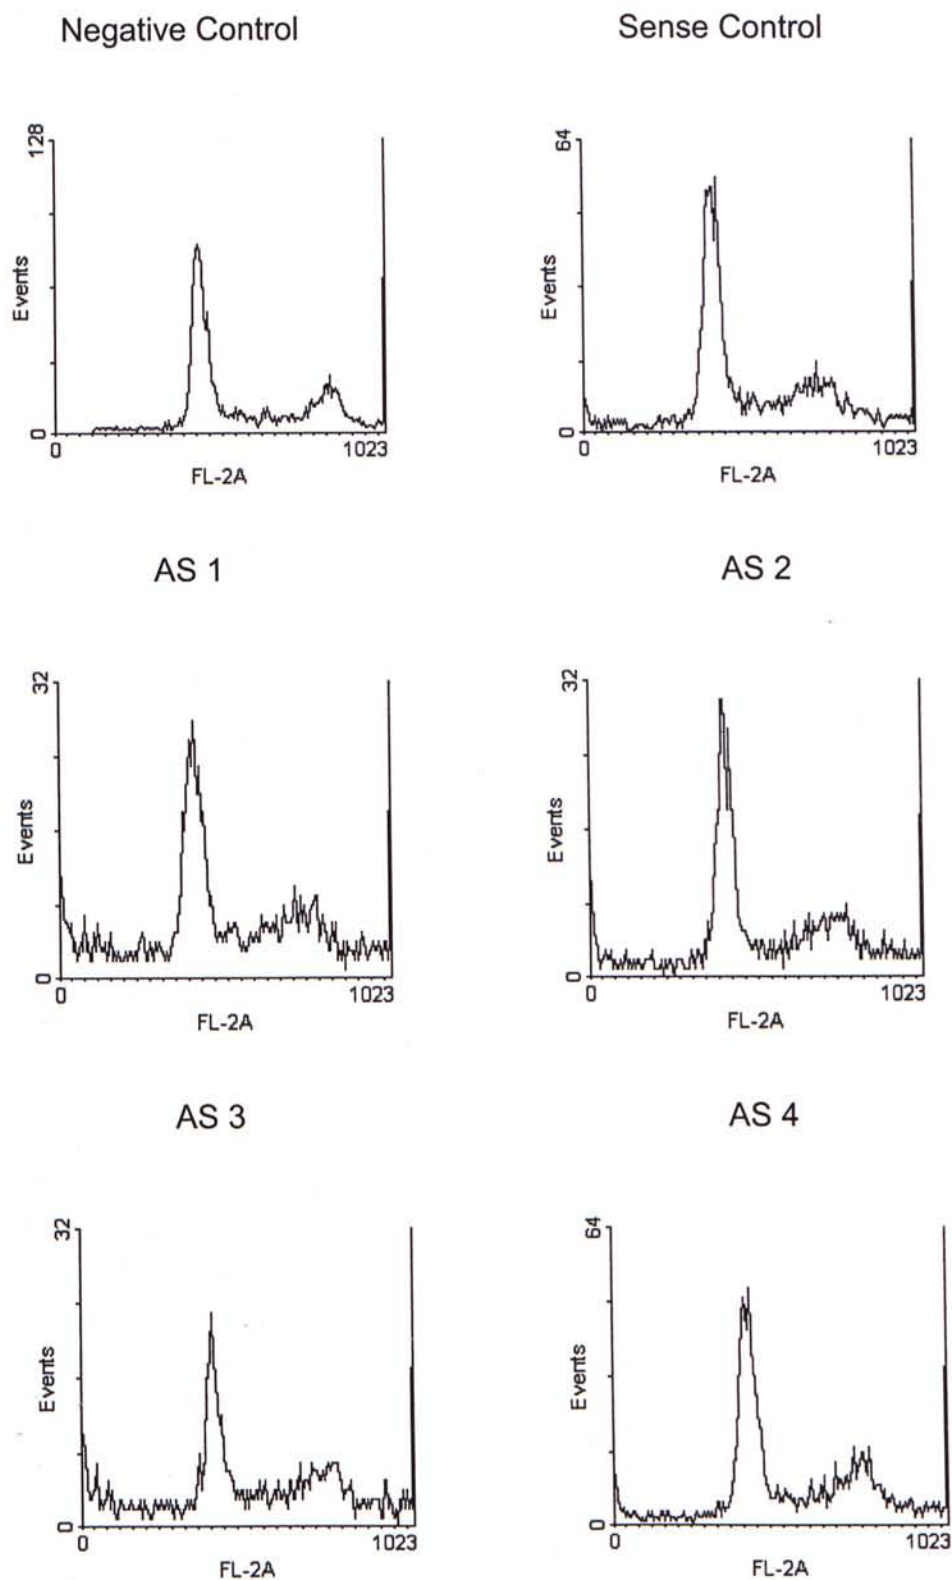 Negative Control
Sense Control
128
Events
0
0
1023
FL-2A
64
Events
0
0
1023
FL-2A
AS 1
AS 2
32
Events
0
0
1023
FL-2A
32
Events
0
0
1023
FL-2A
AS 3
AS 4
32
Events
0
0
1023
FL-2A
64
Events
0
0
1023
FL-2A